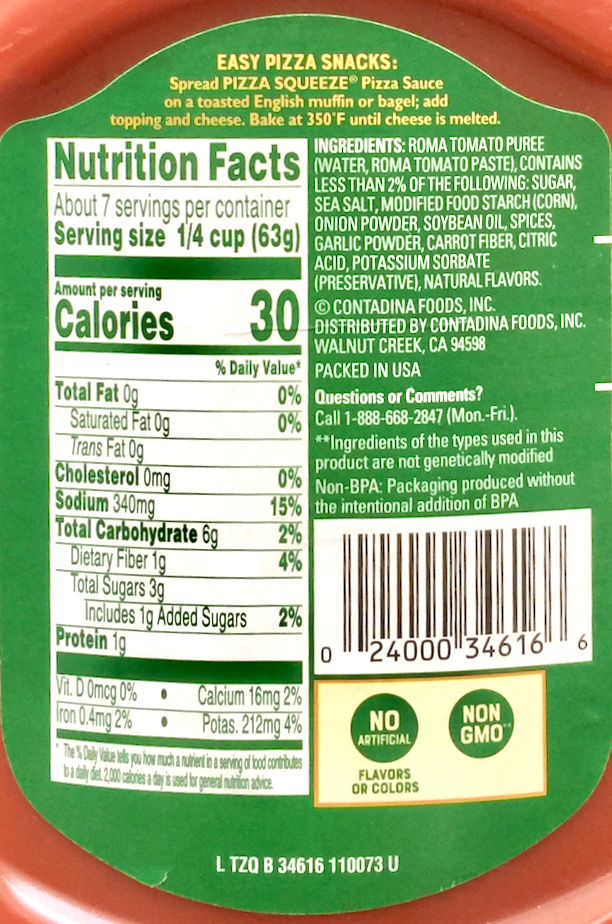 EASY PIZZA SNACKS:
Spread PIZZA SQUEEZE® Pizza Sauce
on a toasted English muffin or bagel; add
topping and cheese. Bake at 350°F until cheese is melted.
Nutrition Facts
About 7 servings per container
Serving size 1/4 cup (63g)
Amount per serving
Calories 30
% Daily Value*
Total Fat 0g 0%
Saturated Fat 0g 0%
Trans Fat 0g
Cholesterol 0mg 0%
Sodium 340mg 15%
Total Carbohydrate 6g 2%
Dietary Fiber 1g 4%
Total Sugars 3g
Includes 1g Added Sugars 2%
Protein 1g
Vit. D 0mcg 0% • Calcium 16mg 2%
Iron 0.4mg 2% • Potas. 212mg 4%
* The % Daily Value tells you how much a nutrient in a serving of food contributes
to a daily diet. 2,000 calories a day is used for general nutrition advice.
INGREDIENTS: ROMA TOMATO PUREE
(WATER, ROMA TOMATO PASTE), CONTAINS
LESS THAN 2% OF THE FOLLOWING: SUGAR,
SEA SALT, MODIFIED FOOD STARCH (CORN),
ONION POWDER, SOYBEAN OIL, SPICES,
GARLIC POWDER, CARROT FIBER, CITRIC
ACID, POTASSIUM SORBATE
(PRESERVATIVE), NATURAL FLAVORS.
© CONTADINA FOODS, INC.
DISTRIBUTED BY CONTADINA FOODS, INC.
WALNUT CREEK, CA 94598
PACKED IN USA
Questions or Comments?
Call 1-888-668-2847 (Mon.-Fri.).
**Ingredients of the types used in this
product are not genetically modified
Non-BPA: Packaging produced without
the intentional addition of BPA
0 24000 34616 6
NO
ARTIFICIAL
FLAVORS
OR COLORS
NON
GMO**
L TZQ B 34616 110073 U